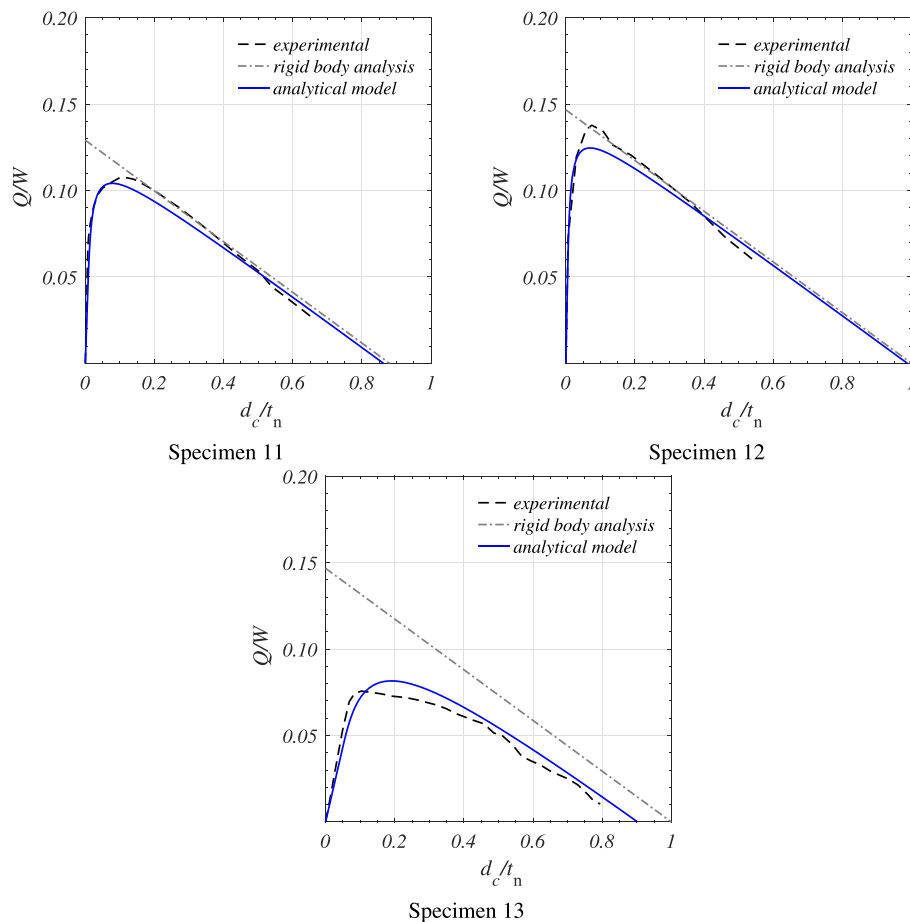 0.20
experimental
rigid body analysis
analytical model
0.15
0.10
0.05
Q/W
0 0.2 0.4 0.6 0.8 1
d_c/t_n
Specimen 11
0.20
experimental
rigid body analysis
analytical model
0.15
0.10
0.05
Q/W
0 0.2 0.4 0.6 0.8 1
d_c/t_n
Specimen 12
0.20
experimental
rigid body analysis
analytical model
0.15
0.10
0.05
Q/W
0 0.2 0.4 0.6 0.8 1
d_c/t_n
Specimen 13